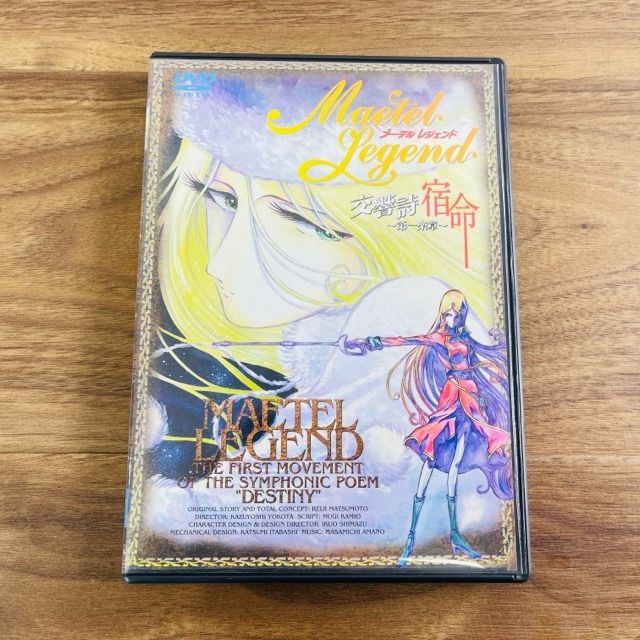 DVD
VIDEO
Maetel
メーテル レジェンド
Legend
交響詩 宿命
～第一楽章～
MAETEL
LEGEND
THE FIRST MOVEMENT
OF THE SYMPHONIC POEM
"DESTINY"
ORIGINAL STORY AND TOTAL CONCEPT: REIJI MATSUMOTO
DIRECTOR: KAZUYOSHI YOKOTA SCRIPT: MUGI KAMIO
CHARACTER DESIGN & DESIGN DIRECTOR: IKUO SHIMAZU
MECHANICAL DESIGN: KATSUMI ITABASHI MUSIC: MASAMICHI AMANO